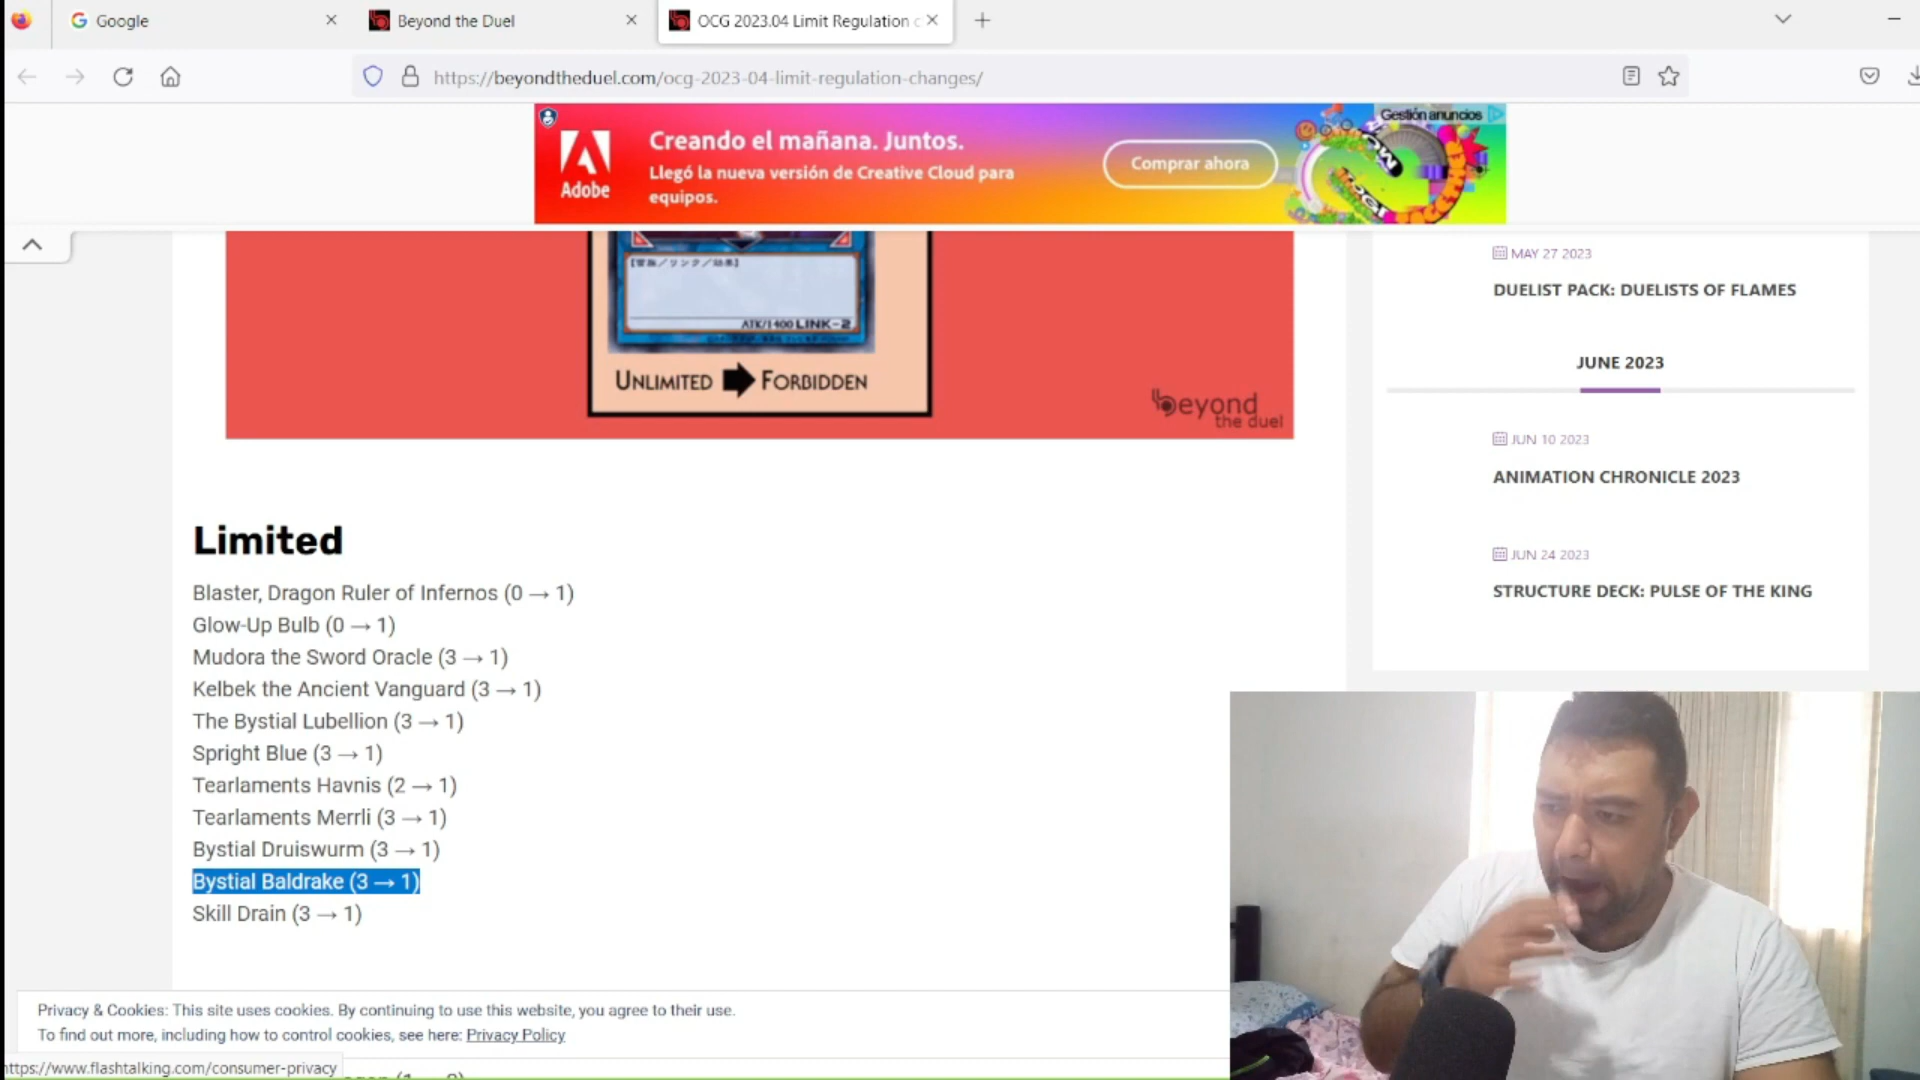 Google
Beyond the Duel
OCG 2023.04 Limit Regulation c
https://beyondtheduel.com/ocg-2023-04-limit-regulation-changes/
Adobe
Creando el mañana. Juntos.
Llegó la nueva versión de Creative Cloud para
equipos.
Comprar ahora
Gestión anuncios
ATK/1400 LINK-2
UNLIMITED FORBIDDEN
beyond
the duel
Limited
Blaster, Dragon Ruler of Infernos (0 → 1)
Glow-Up Bulb (0 → 1)
Mudora the Sword Oracle (3 → 1)
Kelbek the Ancient Vanguard (3 → 1)
The Bystial Lubellion (3 → 1)
Spright Blue (3 → 1)
Tearlaments Havnis (2 → 1)
Tearlaments Merrli (3 → 1)
Bystial Druiswurm (3 → 1)
Bystial Baldrake (3 → 1)
Skill Drain (3 → 1)
MAY 27 2023
DUELIST PACK: DUELISTS OF FLAMES
JUNE 2023
JUN 10 2023
ANIMATION CHRONICLE 2023
JUN 24 2023
STRUCTURE DECK: PULSE OF THE KING
Privacy & Cookies: This site uses cookies. By continuing to use this website, you agree to their use.
To find out more, including how to control cookies, see here: Privacy Policy
https://www.flashtalking.com/consumer-privacy